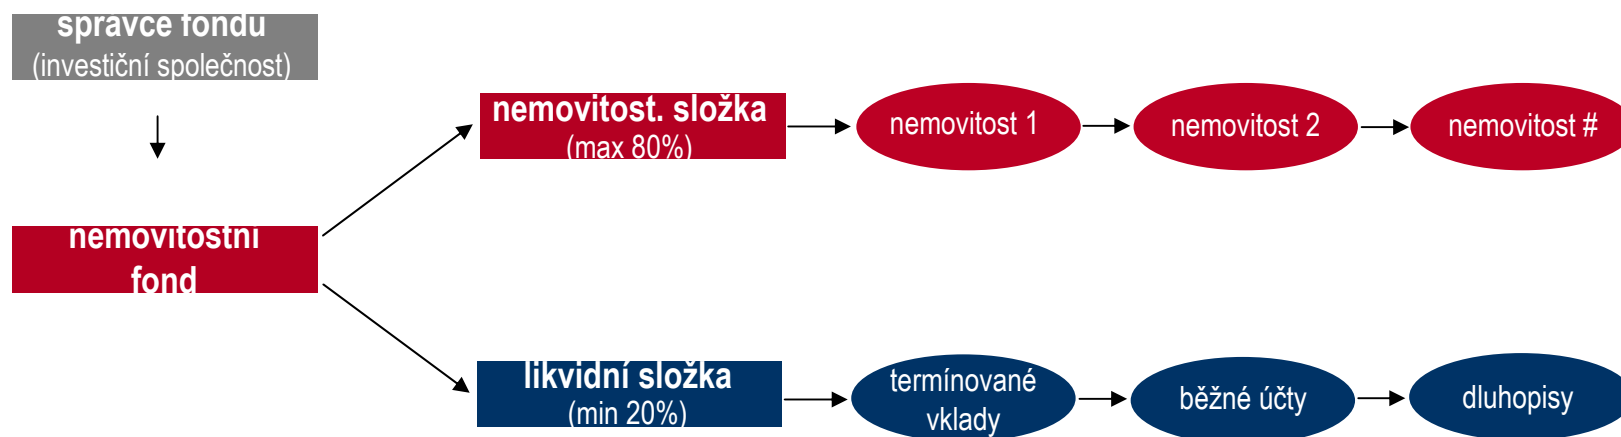 správce fondu
(investiční společnost)
nemovitost. složka
(max 80%)
nemovitost 1
nemovitost 2
nemovitost #
nemovitostní
fond
likvidní složka
(min 20%)
termínované
vklady
běžné účty
dluhopisy